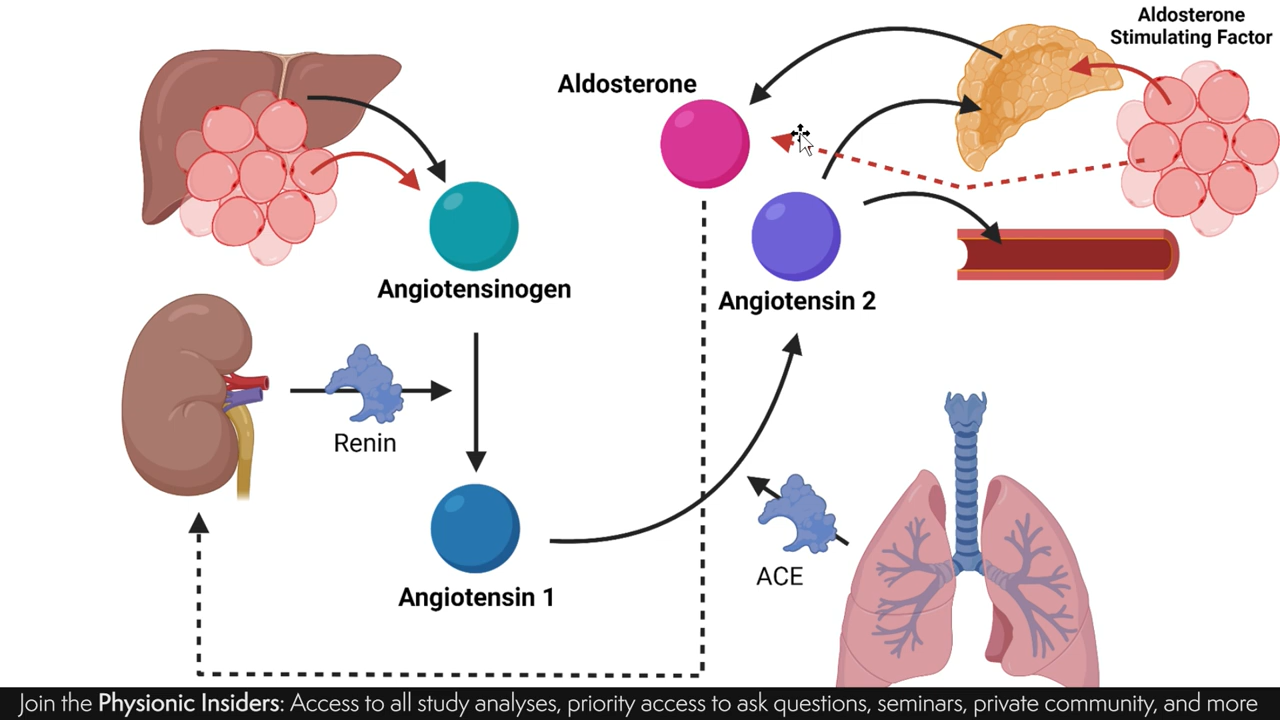 Aldosterone
Stimulating Factor
Aldosterone
Angiotensinogen
Angiotensin 2
Renin
ACE
Angiotensin 1
Join the Physionic Insiders: Access to all study analyses, priority access to ask questions, seminars, private community, and more